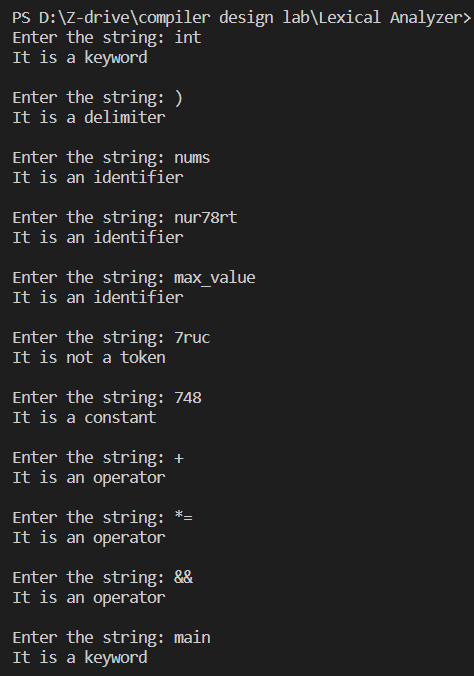 PS D:\Z-drive\compiler design lab\Lexical Analyzer>
Enter the string: int
It is a keyword
Enter the string: )
It is a delimiter
Enter the string: nums
It is an identifier
Enter the string: nur78rt
It is an identifier
Enter the string: max_value
It is an identifier
Enter the string: 7ruc
It is not a token
Enter the string: 748
It is a constant
Enter the string: +
It is an operator
Enter the string: *=
It is an operator
Enter the string: &&
It is an operator
Enter the string: main
It is a keyword